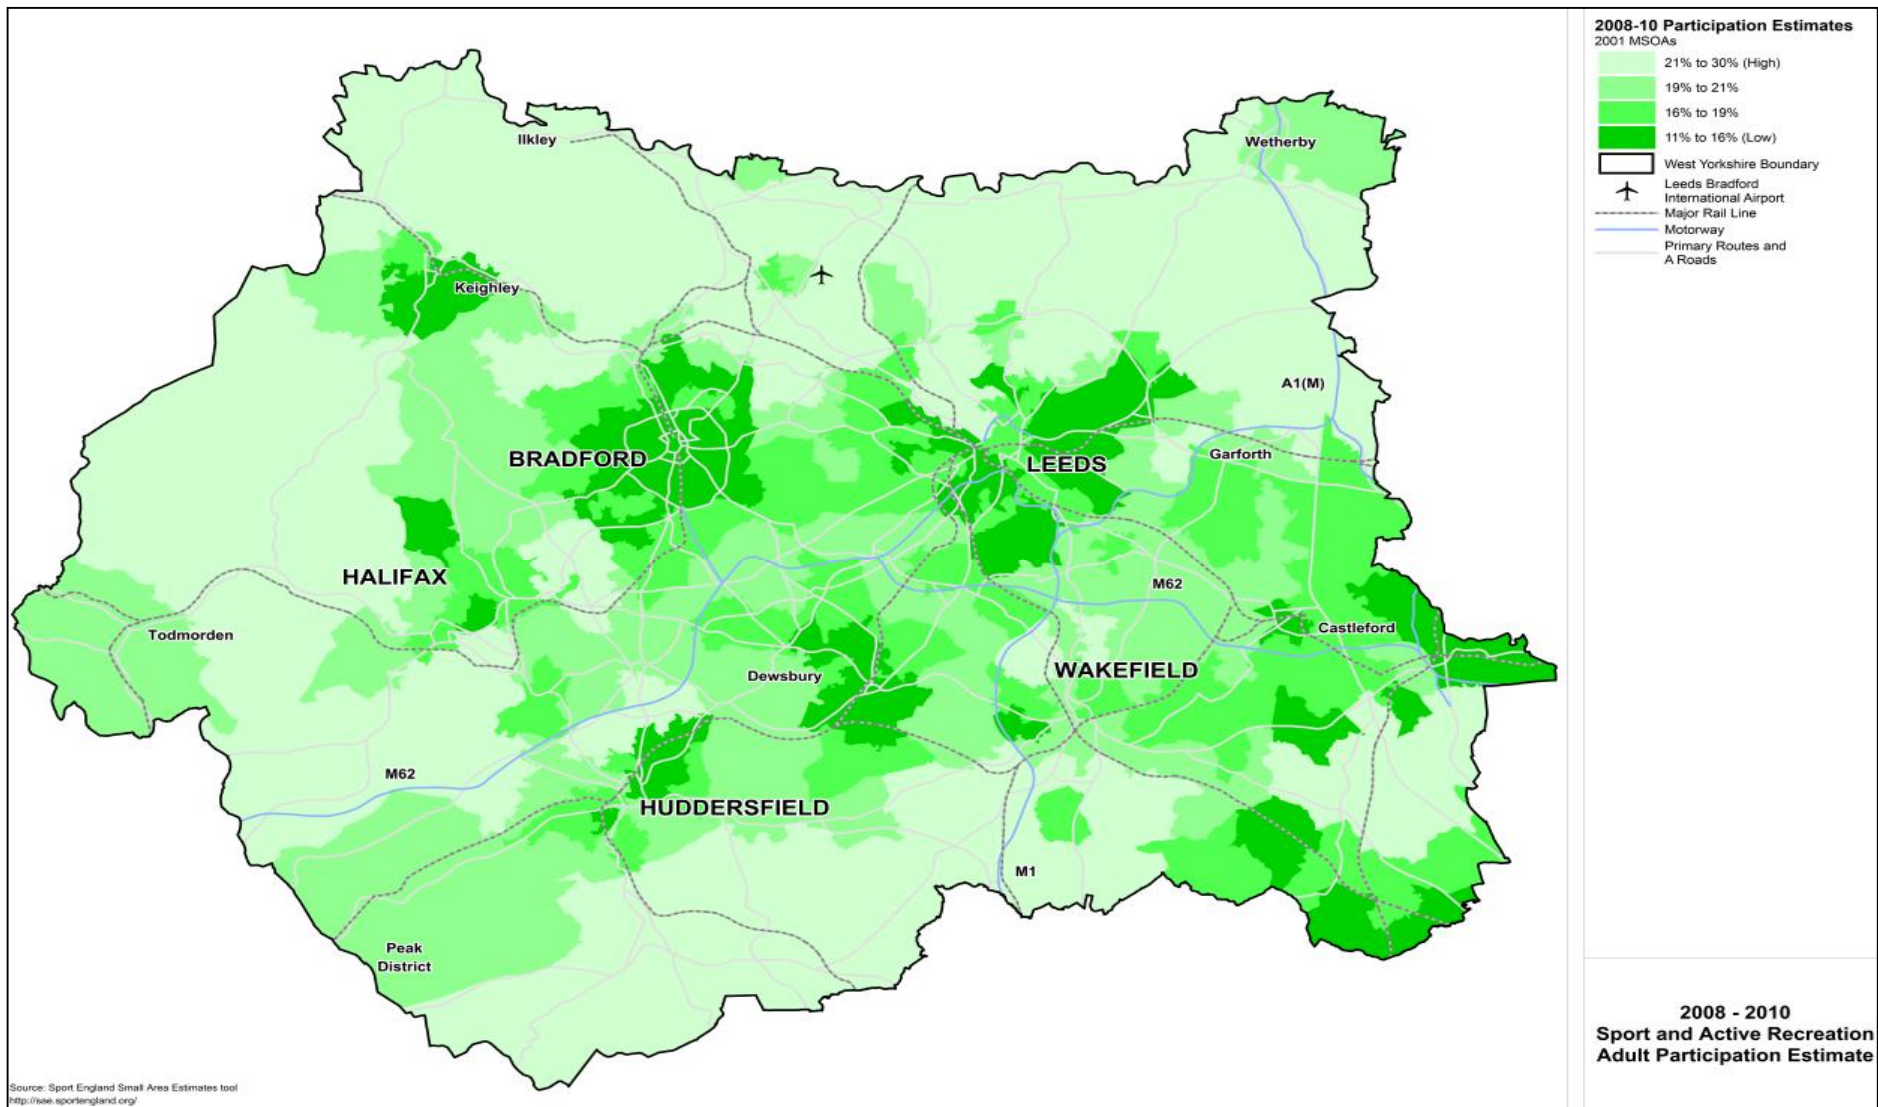 2008-10 Participation Estimates
2001 MSOAs
21% to 30% (High)
19% to 21%
16% to 19%
11% to 16% (Low)
West Yorkshire Boundary
Leeds Bradford
International Airport
Major Rail Line
Motorway
Primary Routes and
A Roads
Ilkley
Wetherby
Keighley
A1(M)
BRADFORD
LEEDS
Garforth
HALIFAX
M62
Todmorden
Castleford
Dewsbury
WAKEFIELD
M62
HUDDERSFIELD
M1
Peak
District
2008 - 2010
Sport and Active Recreation
Adult Participation Estimate
Source: Sport England Small Area Estimates tool
http://sae.sportengland.org/